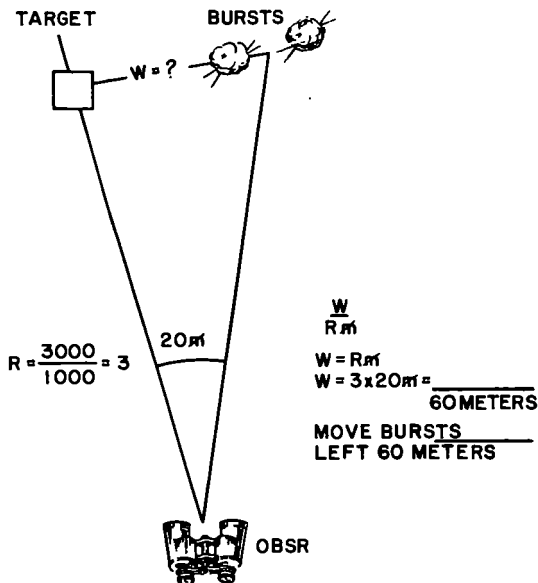 TARGET
BURSTS
W = ?
20m̸
R = 3000
1000 = 3
W
Rm̸
W = Rm̸
W = 3 x 20m̸ =
60 METERS
MOVE BURSTS
LEFT 60 METERS
OBSR